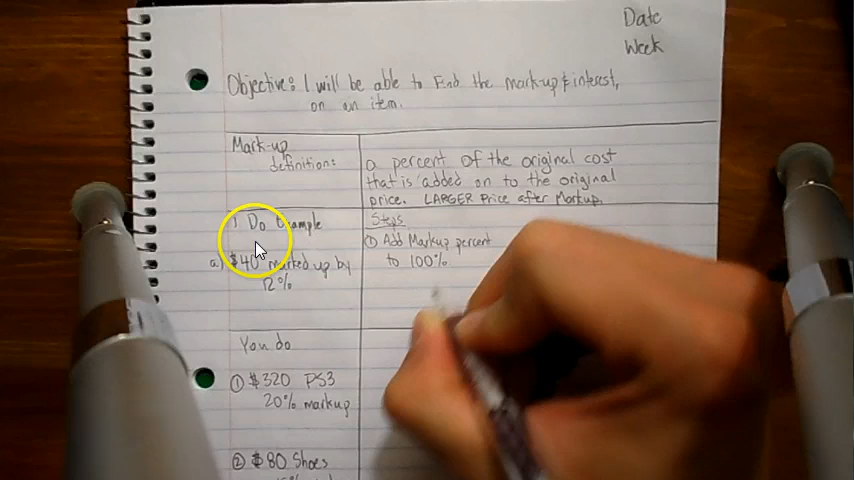 Date
Week
Objective: I will be able to Find the mark-up & interest,
on an item.
Mark-up
definition:
a percent of the original cost
that is added on to the original
price. LARGER Price after Markup.
I Do Example
a) $40 marked up by
12%
Steps
① Add Markup percent
to 100%
You do
① $320 PS3
20% markup
② $80 Shoes